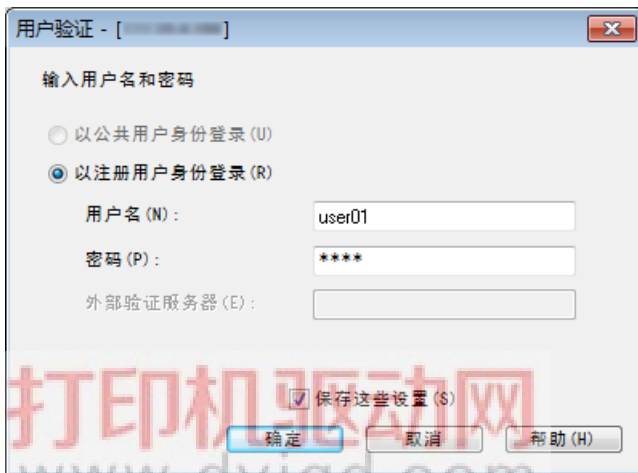 用户验证 - [ ]
输入用户名和密码
以公共用户身份登录(U)
以注册用户身份登录(R)
用户名(N):
user01
密码(P):
****
外部验证服务器(E):
保存这些设置(S)
打印机驱动网
确定
取消
帮助(H)